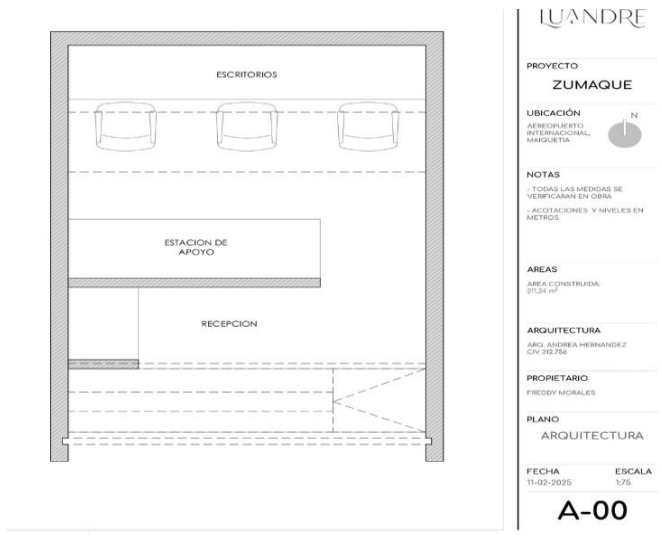 ESCRITORIOS
ESTACION DE
APOYO
RECEPCION
LUANDRE
PROYECTO
ZUMAQUE
UBICACIÓN
AEREOPUERTO
INTERNACIONAL,
MAIQUETIA
N
NOTAS
- TODAS LAS MEDIDAS SE
VERIFICARAN EN OBRA
- ACOTACIONES Y NIVELES EN
METROS
AREAS
AREA CONSTRUIDA:
211,24 m²
ARQUITECTURA
ARQ. ANDREA HERNANDEZ
CIV 312.756
PROPIETARIO
FREDDY MORALES
PLANO
ARQUITECTURA
FECHA ESCALA
11-02-2025 1:75
A-00